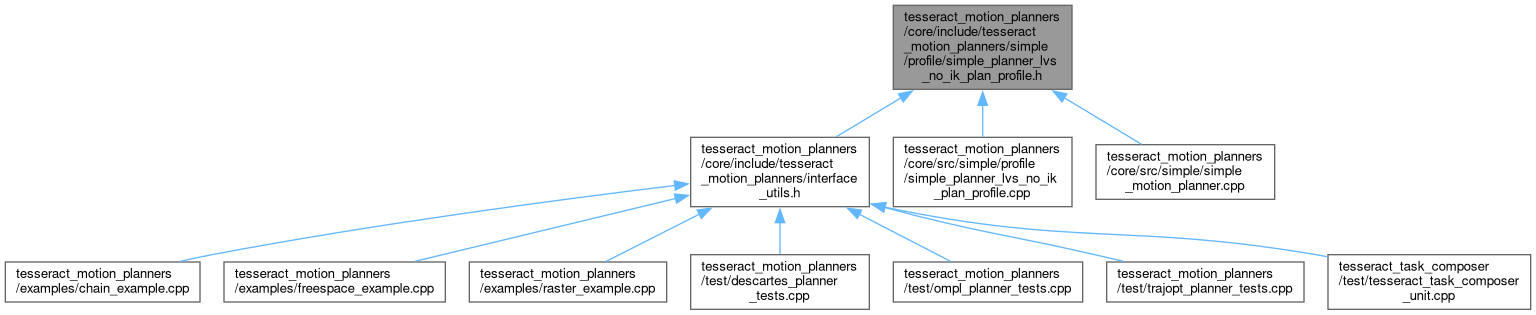 tesseract_motion_planners
/core/include/tesseract
_motion_planners/simple
/profile/simple_planner_lvs
_no_ik_plan_profile.h
tesseract_motion_planners
/core/include/tesseract
_motion_planners/interface
_utils.h
tesseract_motion_planners
/core/src/simple/profile
/simple_planner_lvs_no_ik
_plan_profile.cpp
tesseract_motion_planners
/core/src/simple/simple
_motion_planner.cpp
tesseract_motion_planners
/examples/chain_example.cpp
tesseract_motion_planners
/examples/freespace_example.cpp
tesseract_motion_planners
/examples/raster_example.cpp
tesseract_motion_planners
/test/descartes_planner
_tests.cpp
tesseract_motion_planners
/test/ompl_planner_tests.cpp
tesseract_motion_planners
/test/trajopt_planner_tests.cpp
tesseract_task_composer
/test/tesseract_task_composer
_unit.cpp